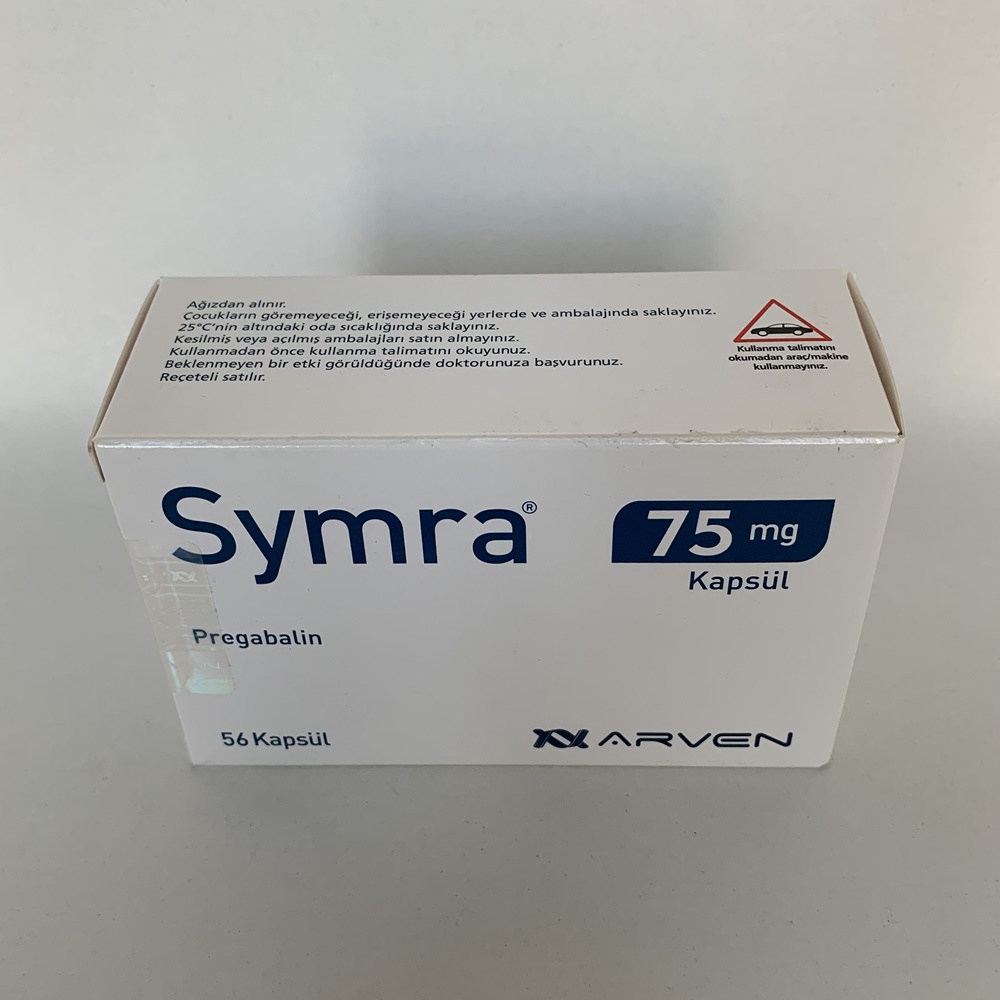 Ağızdan alınır.
Çocukların göremeyeceği, erişemeyeceği yerlerde ve ambalajında saklayınız.
25°C'nin altındaki oda sıcaklığında saklayınız.
Kesilmiş veya açılmış ambalajları satın almayınız.
Kullanmadan önce kullanma talimatını okuyunuz.
Beklenmeyen bir etki görüldüğünde doktorunuza başvurunuz.
Reçeteli satılır.
Kullanma talimatını
okumadan araç/makine
kullanmayınız.
Symra®
75 mg
Kapsül
Pregabalin
56 Kapsül
ARVEN